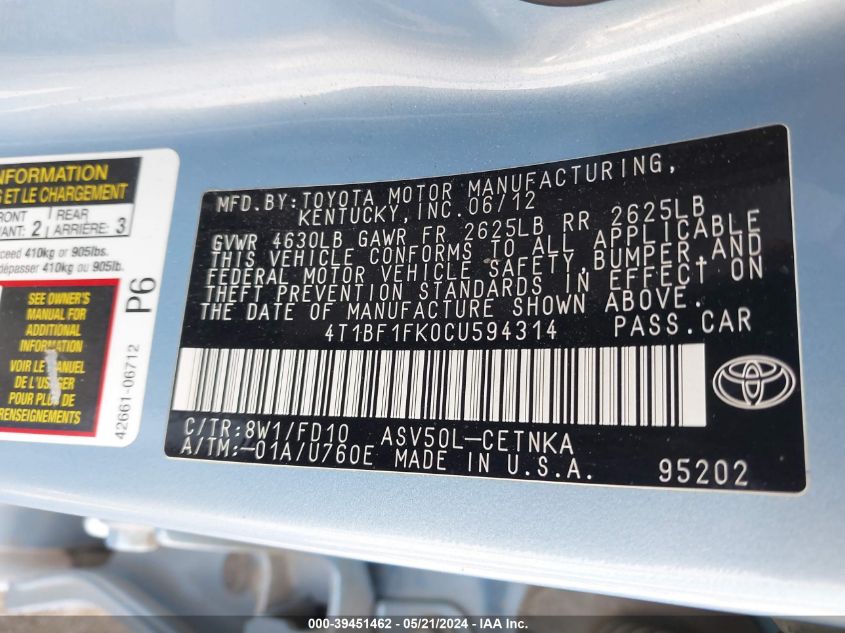 NFORMATION
S ET LE CHARGEMENT
FRONT
VANT: 2
REAR
ARRIÈRE: 3
xceed 410kg or 905lbs.
dépasser 410kg ou 905lb.
SEE OWNER'S
MANUAL FOR
ADDITIONAL
INFORMATION
VOIR LE MANUEL
DE L'USAGER
POUR PLUS DE
RENSEIGNEMENTS
P6
42661-06712
MFD.BY:TOYOTA MOTOR MANUFACTURING,
KENTUCKY, INC.06/12
GVWR 4630LB GAWR FR 2625LB RR 2625LB
THIS VEHICLE CONFORMS TO ALL APPLICABLE
FEDERAL MOTOR VEHICLE SAFETY,BUMPER,AND
THEFT PREVENTION STANDARDS IN EFFECT ON
THE DATE OF MANUFACTURE SHOWN ABOVE.
4T1BF1FK0CU594314 PASS.CAR
C/TR:8W1/FD10 ASV50L-CETNKA
A/TM:-01A/U760E MADE IN U.S.A. 95202
000-39451462 - 05/21/2024 - IAA Inc.